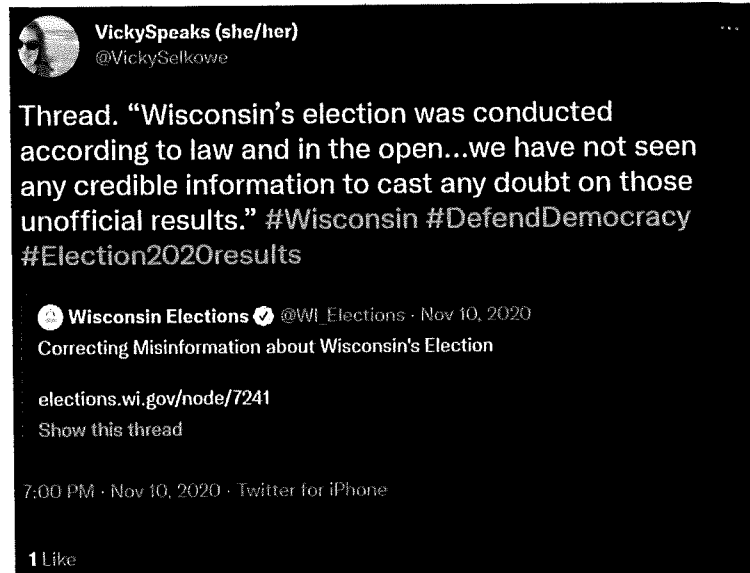 VickySpeaks (she/her)
@VickySelkowe
Thread. “Wisconsin’s election was conducted
according to law and in the open...we have not seen
any credible information to cast any doubt on those
unofficial results.” #Wisconsin #DefendDemocracy
#Election2020results
Wisconsin Elections @WI_Elections · Nov 10, 2020
Correcting Misinformation about Wisconsin's Election
elections.wi.gov/node/7241
Show this thread
7:00 PM · Nov 10, 2020 · Twitter for iPhone
1 Like